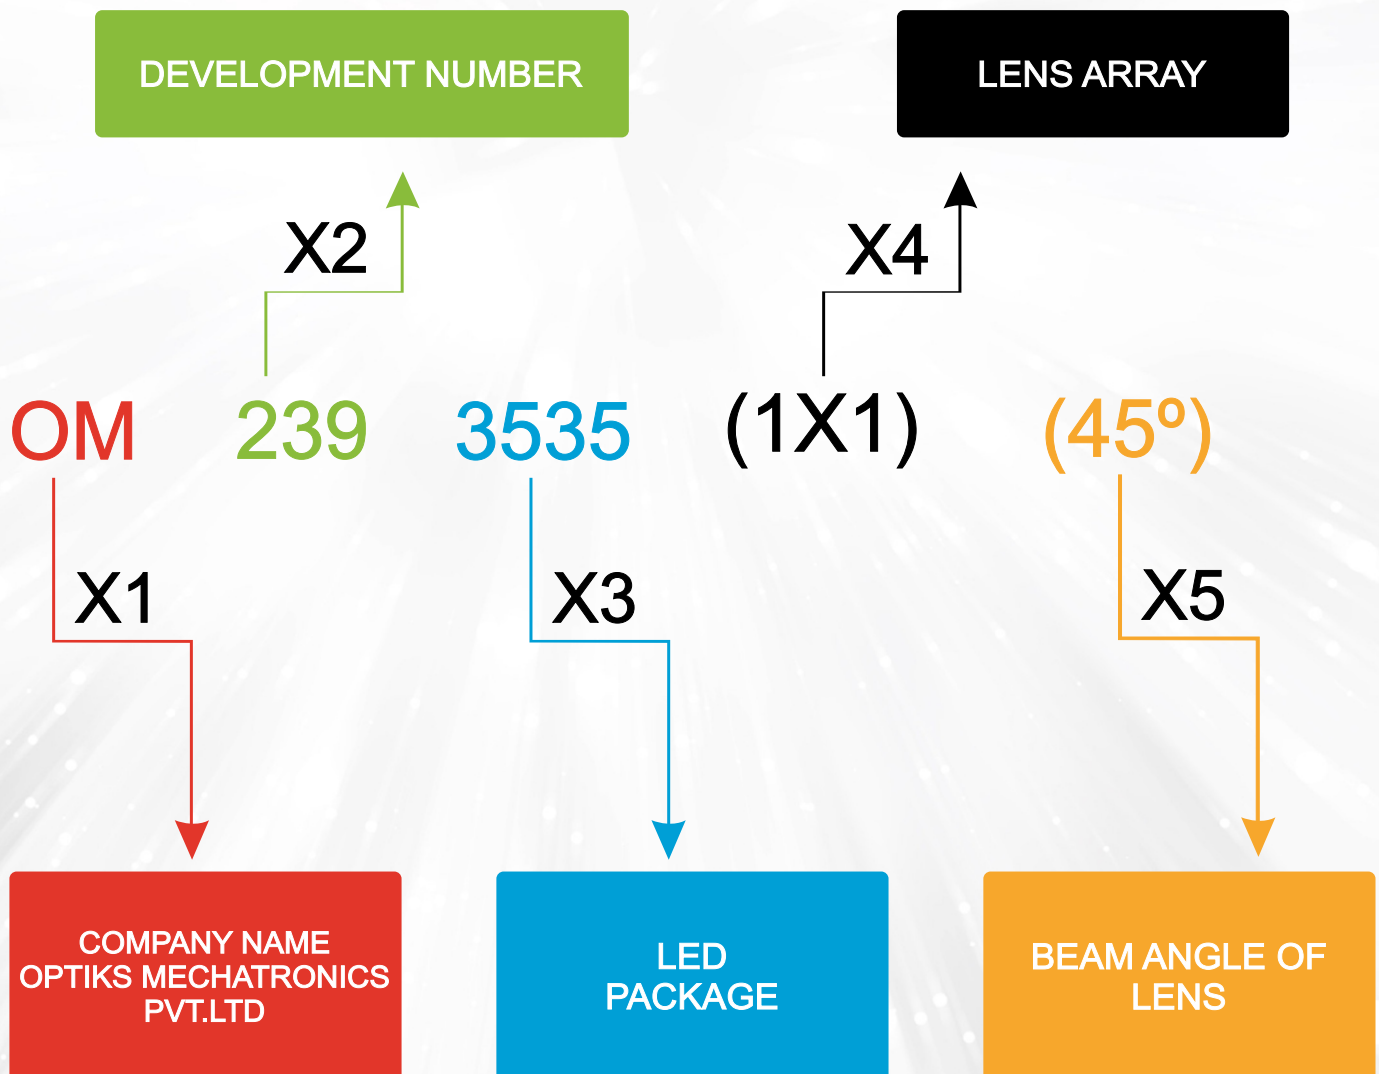 DEVELOPMENT NUMBER
LENS ARRAY
X2
X4
OM 239 3535 (1X1) (45º)
X1
X3
X5
COMPANY NAME
OPTIKS MECHATRONICS
PVT.LTD
LED
PACKAGE
BEAM ANGLE OF
LENS